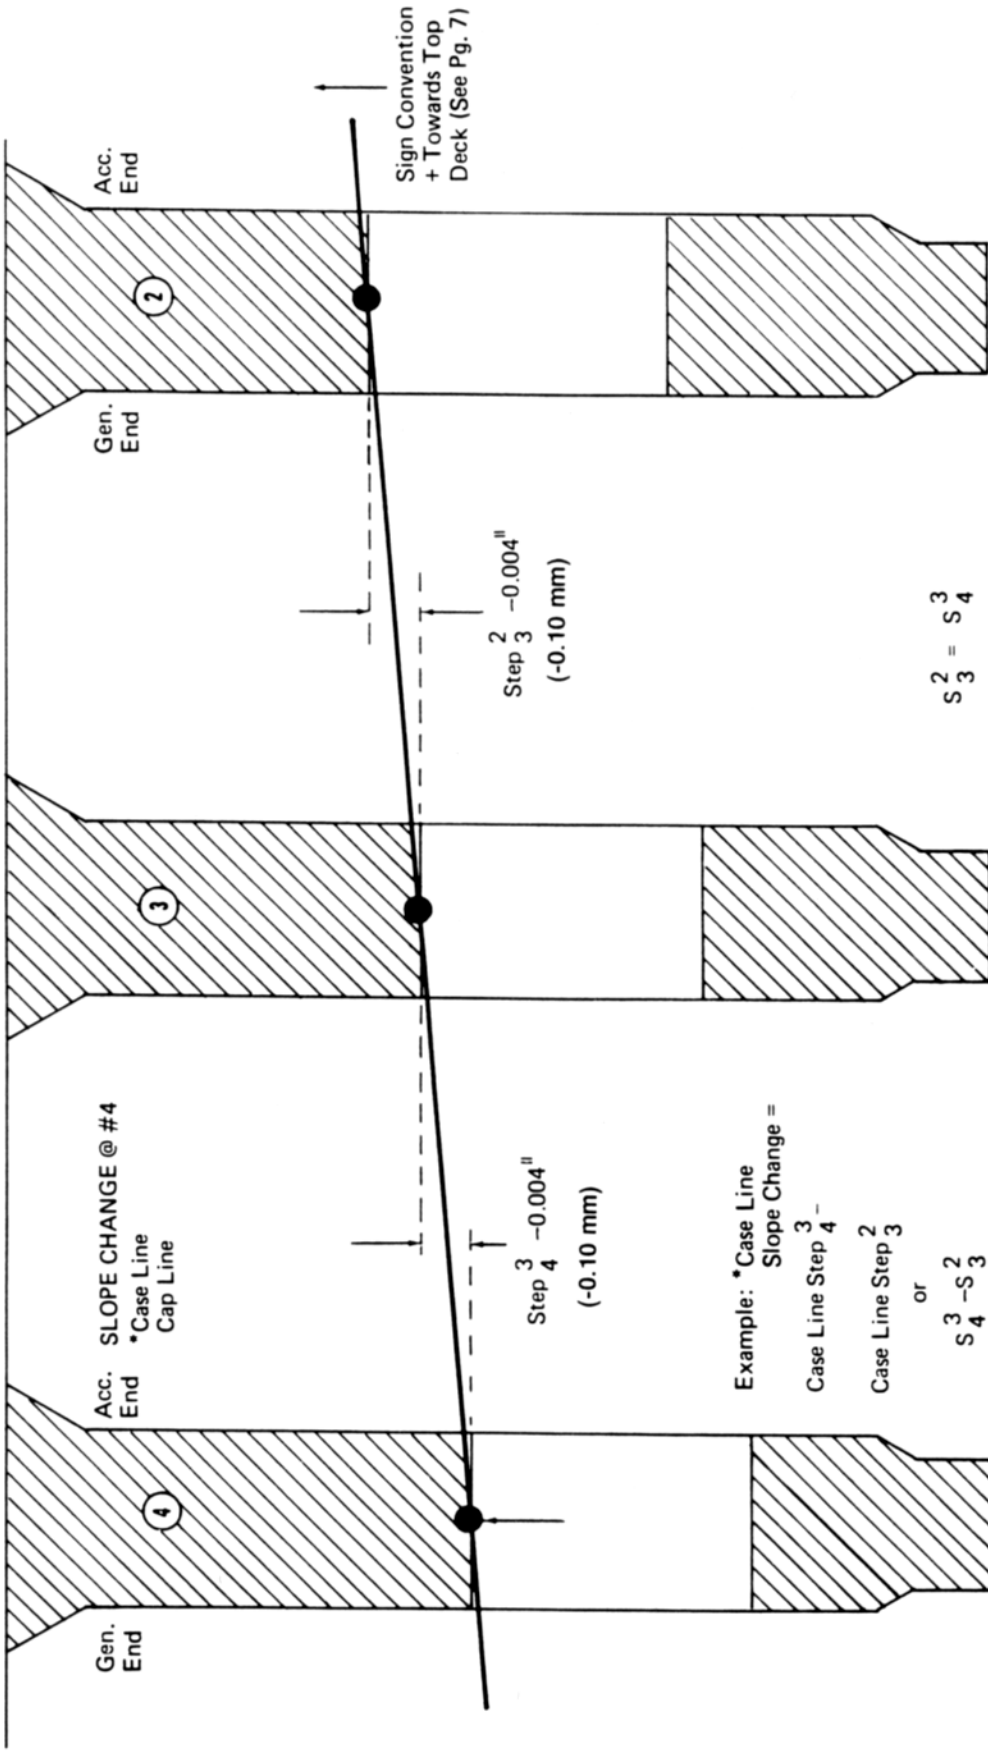 Gen.
End
Acc.
End
SLOPE CHANGE @ #4
*Case Line
Cap Line
4
3
Gen.
End
2
Acc.
End
Sign Convention
+ Towards Top
Deck (See Pg. 7)
Step 3/4 -0.004"
(-0.10 mm)
Step 2/3 -0.004"
(-0.10 mm)
Example: *Case Line
Slope Change =
Case Line Step 3/4 -
Case Line Step 2/3
or
S 3/4 -S 2/3
S 2/3 = S 3/4